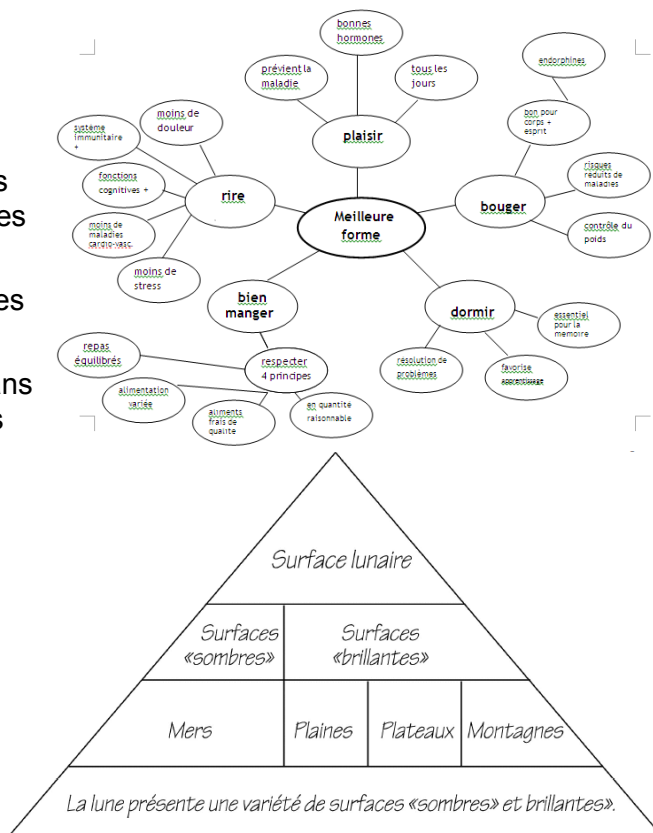 bonnes
hormones
prévient la
maladie
tous les
jours
plaisir
endorphines
bon pour
corps +
esprit
risques
réduits de
maladies
bouger
contrôle du
poids
moins de
douleur
système
immunitaire
+
fonctions
cognitives +
rire
moins de
maladies
cardio-vasc.
moins de
stress
Meilleure
forme
bien
manger
dormir
essentiel
pour la
mémoire
favorise
apprentissage
résolution de
problèmes
repas
équilibrés
respecter
4 principes
alimentation
variée
aliments
frais de
qualité
en quantité
raisonnable
s
es
es
ans
s
Surface lunaire
Surfaces
«sombres»
Surfaces
«brillantes»
Mers
Plaines
Plateaux
Montagnes
La lune présente une variété de surfaces «sombres» et brillantes».